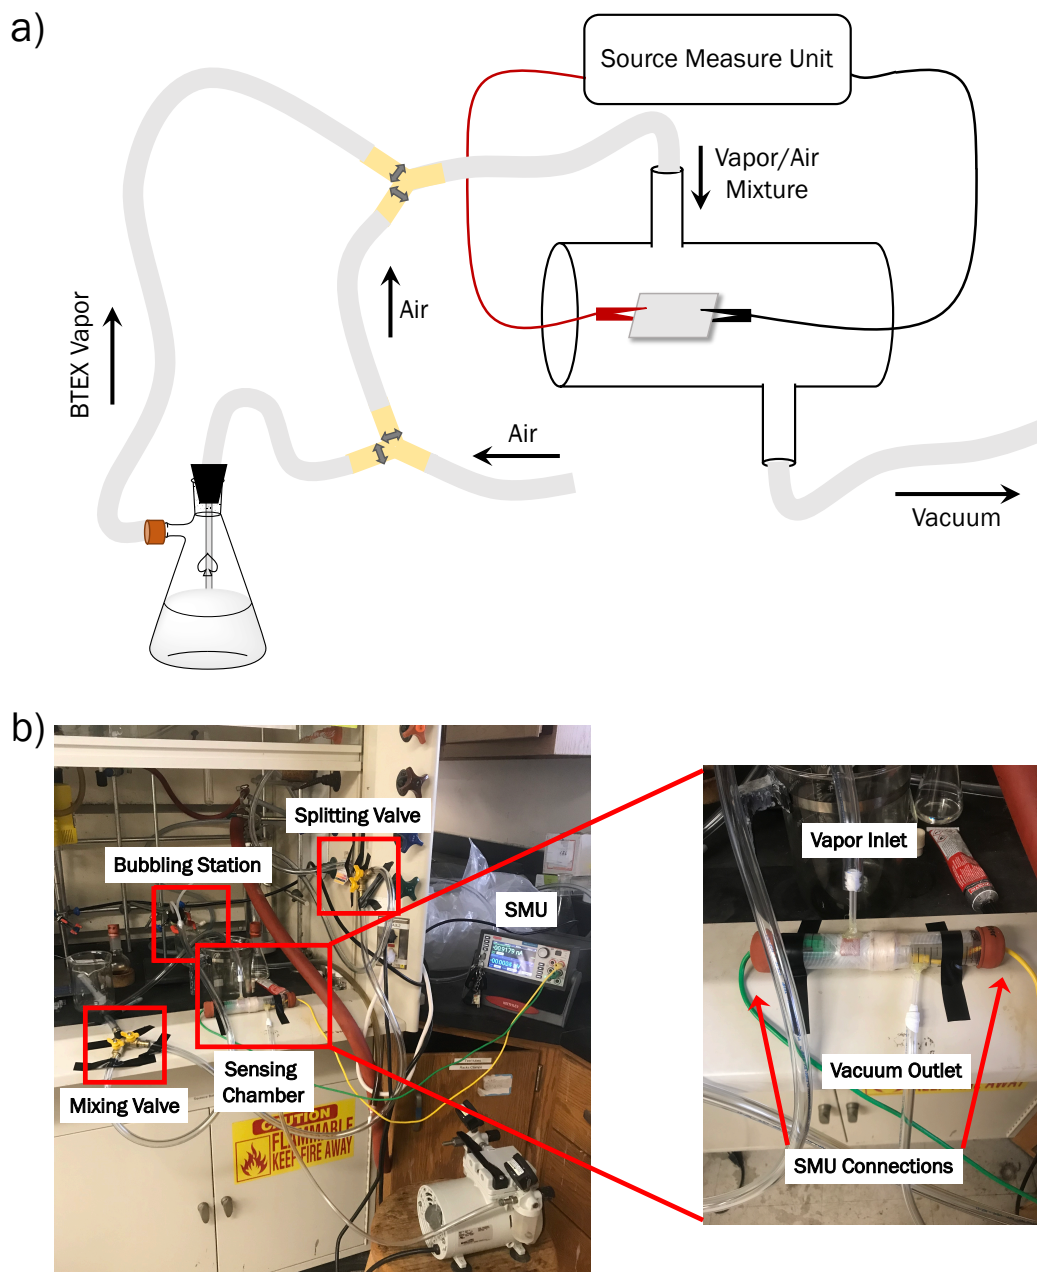 a)
Source Measure Unit
Vapor/Air
Mixture
Air
BTEX Vapor
Air
Vacuum
b)
Splitting Valve
Bubbling Station
SMU
Mixing Valve
Sensing
Chamber
CAUTION
FLAMMABLE
KEEP FIRE AWAY
Vapor Inlet
Vacuum Outlet
AWAY
SMU Connections